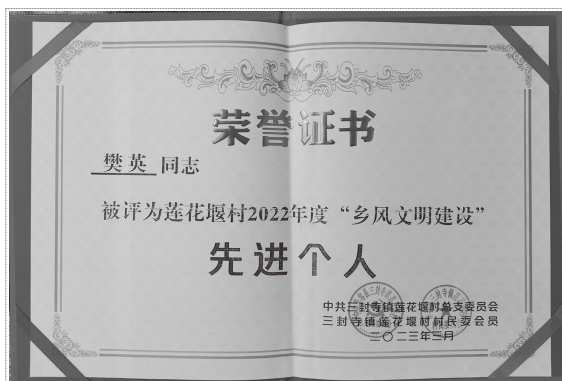 荣誉证书
樊英 同志
被评为莲花堰村2022年度“乡风文明建设”
先进个人
中共三封寺镇莲花堰村总支委员会
三封寺镇莲花堰村村民委会员
二〇二三年三月